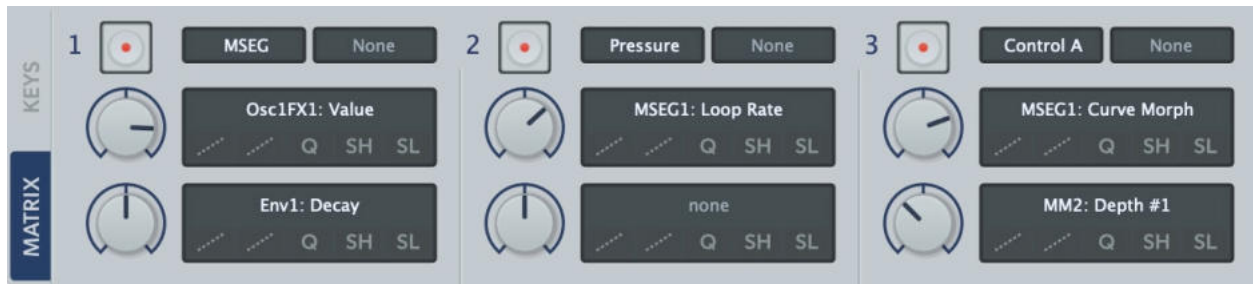 KEYS
MATRIX
1 MSEG None
Osc1FX1: Value
Q SH SL
Env1: Decay
Q SH SL
2 Pressure None
MSEG1: Loop Rate
Q SH SL
none
Q SH SL
3 Control A None
MSEG1: Curve Morph
Q SH SL
MM2: Depth #1
Q SH SL